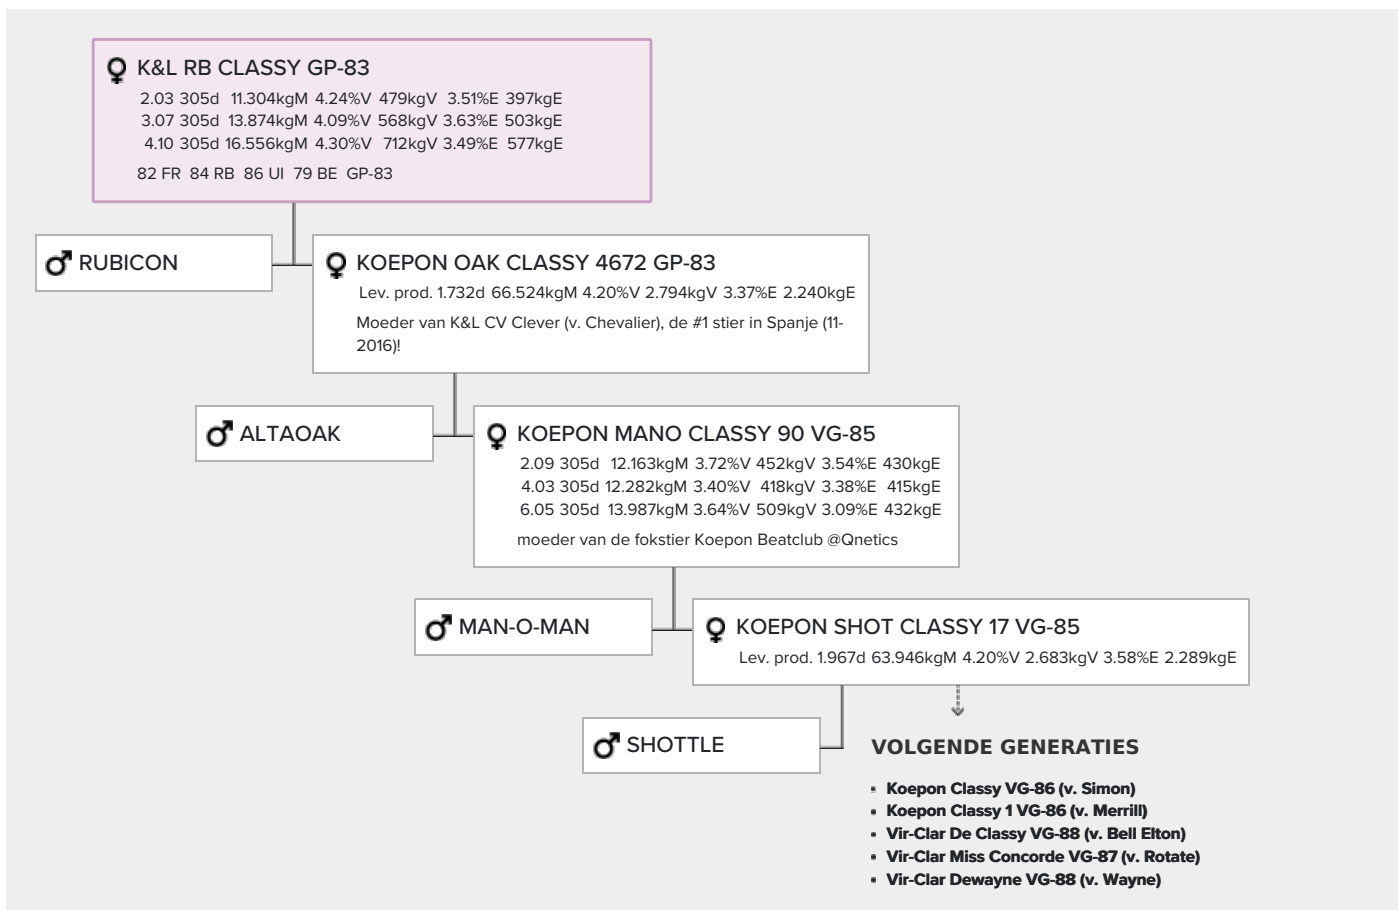 K&L RB CLASSY GP-83
2.03 305d 11.304kgM 4.24%V 479kgV 3.51%E 397kgE
3.07 305d 13.874kgM 4.09%V 568kgV 3.63%E 503kgE
4.10 305d 16.556kgM 4.30%V 712kgV 3.49%E 577kgE
82 FR 84 RB 86 UI 79 BE GP-83
RUBICON
KOEPON OAK CLASSY 4672 GP-83
Lev. prod. 1.732d 66.524kgM 4.20%V 2.794kgV 3.37%E 2.240kgE
Moeder van K&L CV Clever (v. Chevalier), de #1 stier in Spanje (11-
2016)!
ALTAOAK
KOEPON MANO CLASSY 90 VG-85
2.09 305d 12.163kgM 3.72%V 452kgV 3.54%E 430kgE
4.03 305d 12.282kgM 3.40%V 418kgV 3.38%E 415kgE
6.05 305d 13.987kgM 3.64%V 509kgV 3.09%E 432kgE
moeder van de fokstier Koepon Beatclub @Qnetics
MAN-O-MAN
KOEPON SHOT CLASSY 17 VG-85
Lev. prod. 1.967d 63.946kgM 4.20%V 2.683kgV 3.58%E 2.289kgE
SHOTTLE
VOLGENDE GENERATIES
Koepon Classy VG-86 (v. Simon)
Koepon Classy 1 VG-86 (v. Merrill)
Vir-Clar De Classy VG-88 (v. Bell Elton)
Vir-Clar Miss Concorde VG-87 (v. Rotate)
Vir-Clar Dewayne VG-88 (v. Wayne)